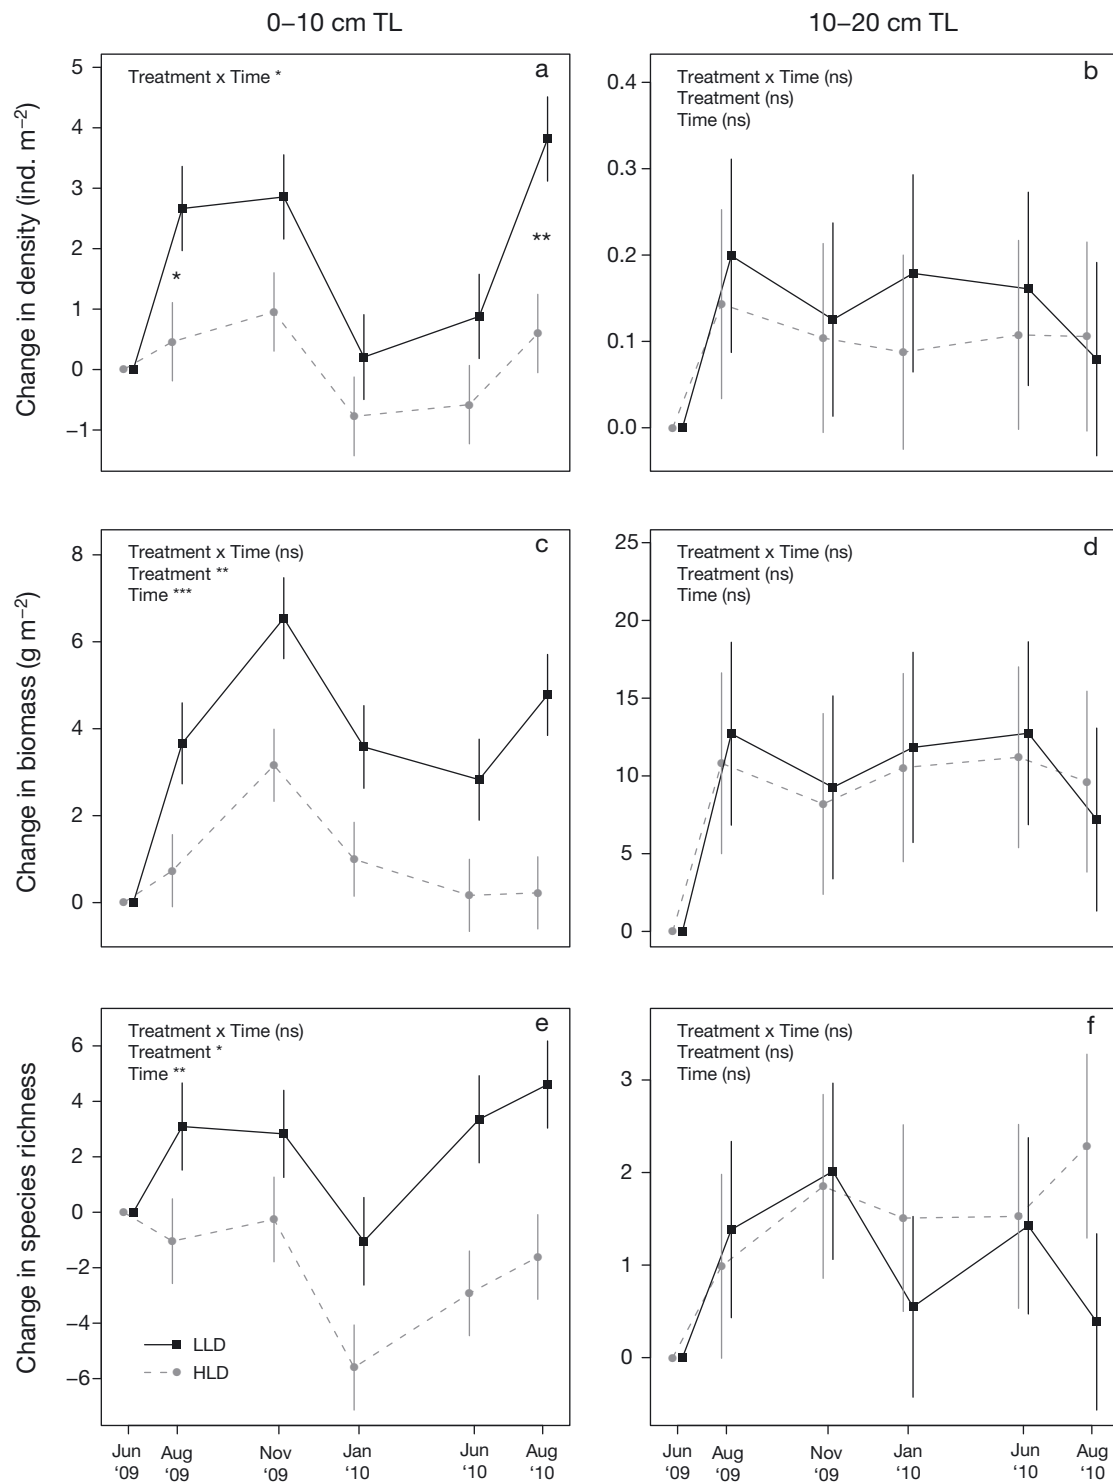 0–10 cm TL
10–20 cm TL
Change in density (ind. m–2)
5
4
3
2
1
0
–1
Treatment x Time *
a
*
**
0.4
0.3
0.2
0.1
0.0
Treatment x Time (ns)
Treatment (ns)
Time (ns)
b
Change in biomass (g m–2)
8
6
4
2
0
Treatment x Time (ns)
Treatment **
Time ***
c
25
20
15
10
5
0
Treatment x Time (ns)
Treatment (ns)
Time (ns)
d
Change in species richness
6
4
2
0
–2
–4
–6
Treatment x Time (ns)
Treatment *
Time **
e
LLD
HLD
Jun ‘09
Aug ‘09
Nov ‘09
Jan ‘10
Jun ‘10
Aug ‘10
3
2
1
0
Treatment x Time (ns)
Treatment (ns)
Time (ns)
f
Jun ‘09
Aug ‘09
Nov ‘09
Jan ‘10
Jun ‘10
Aug ‘10